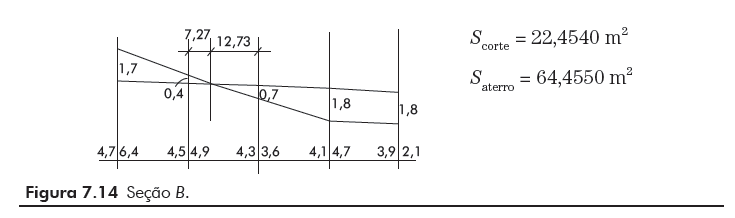 7,27 12,73
S corte = 22,4540 m²
1,7
0,4 0,7
S aterro = 64,4550 m²
1,8
1,8
4,7 6,4 4,5 4,9 4,3 3,6 4,1 4,7 3,9 2,1
Figura 7.14 Seção B.